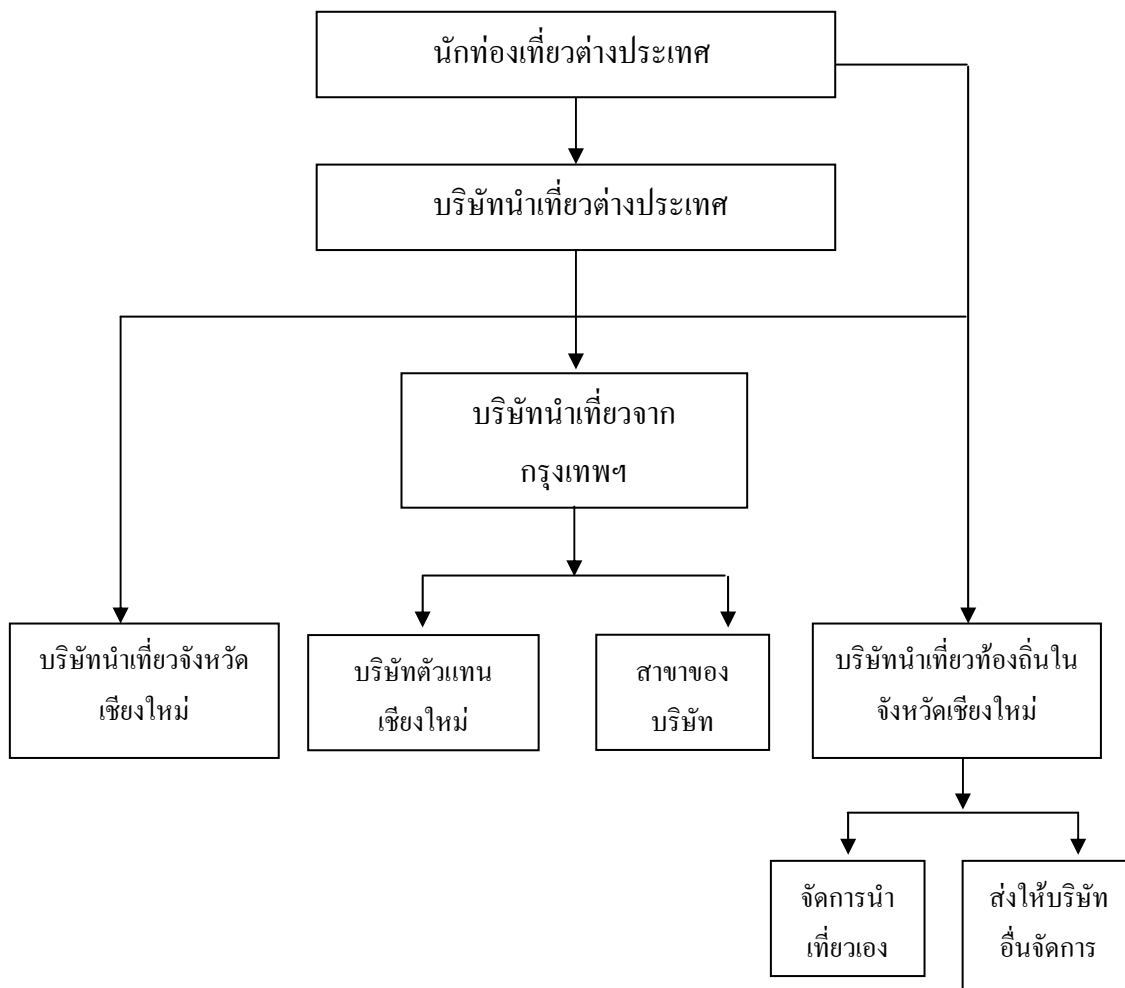 นักท่องเที่ยวต่างประเทศ
บริษัทนำเที่ยวต่างประเทศ
บริษัทนำเที่ยวจาก
กรุงเทพฯ
บริษัทนำเที่ยวจังหวัด
เชียงใหม่
บริษัทตัวแทน
เชียงใหม่
สาขาของ
บริษัท
บริษัทนำเที่ยวท้องถิ่นใน
จังหวัดเชียงใหม่
จัดการนำ
เที่ยวเอง
ส่งให้บริษัท
อื่นจัดการ